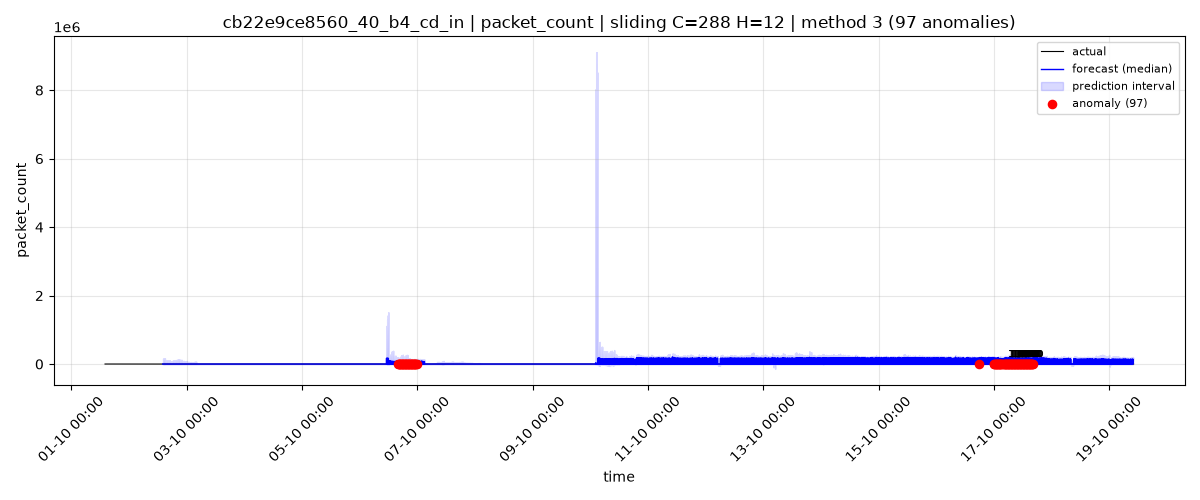 cb22e9ce8560_40_b4_cd_in | packet_count | sliding C=288 H=12 | method 3 (97 anomalies)
1e6
actual
forecast (median)
prediction interval
anomaly (97)
8
6
4
2
0
packet_count
01-10 00:00
03-10 00:00
05-10 00:00
07-10 00:00
09-10 00:00
11-10 00:00
13-10 00:00
15-10 00:00
17-10 00:00
19-10 00:00
time